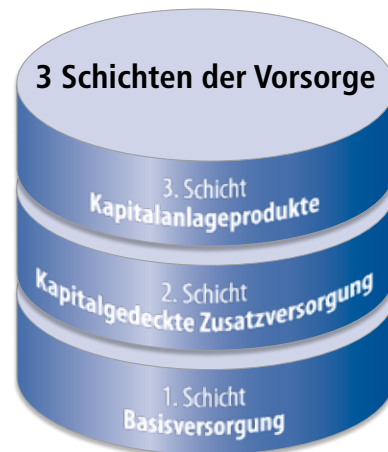 3 Schichten der Vorsorge
3. Schicht
Kapitalanlageprodukte
2. Schicht
Kapitalgedeckte Zusatzversorgung
1. Schicht
Basisversorgung